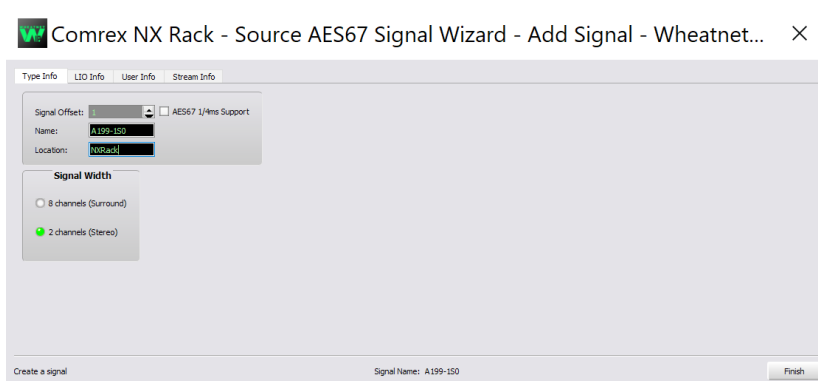 Comrex NX Rack - Source AES67 Signal Wizard - Add Signal - Wheatnet...
Type Info LIO Info User Info Stream Info
Signal Offset: 1 AES67 1/4ms Support
Name: A199-1S0
Location: NXRack
Signal Width
8 channels (Surround)
2 channels (Stereo)
Create a signal Signal Name: A199-1S0 Finish